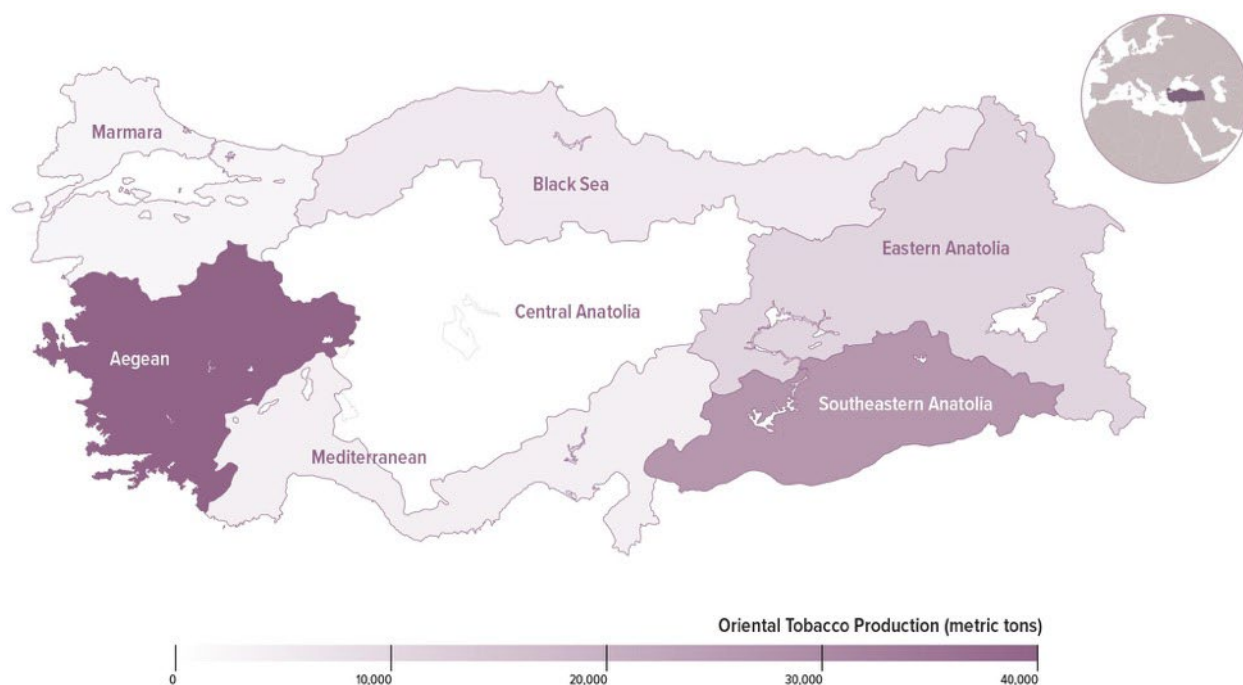 Marmara
Black Sea
Eastern Anatolia
Central Anatolia
Aegean
Southeastern Anatolia
Mediterranean
Oriental Tobacco Production (metric tons)
0 10,000 20,000 30,000 40,000